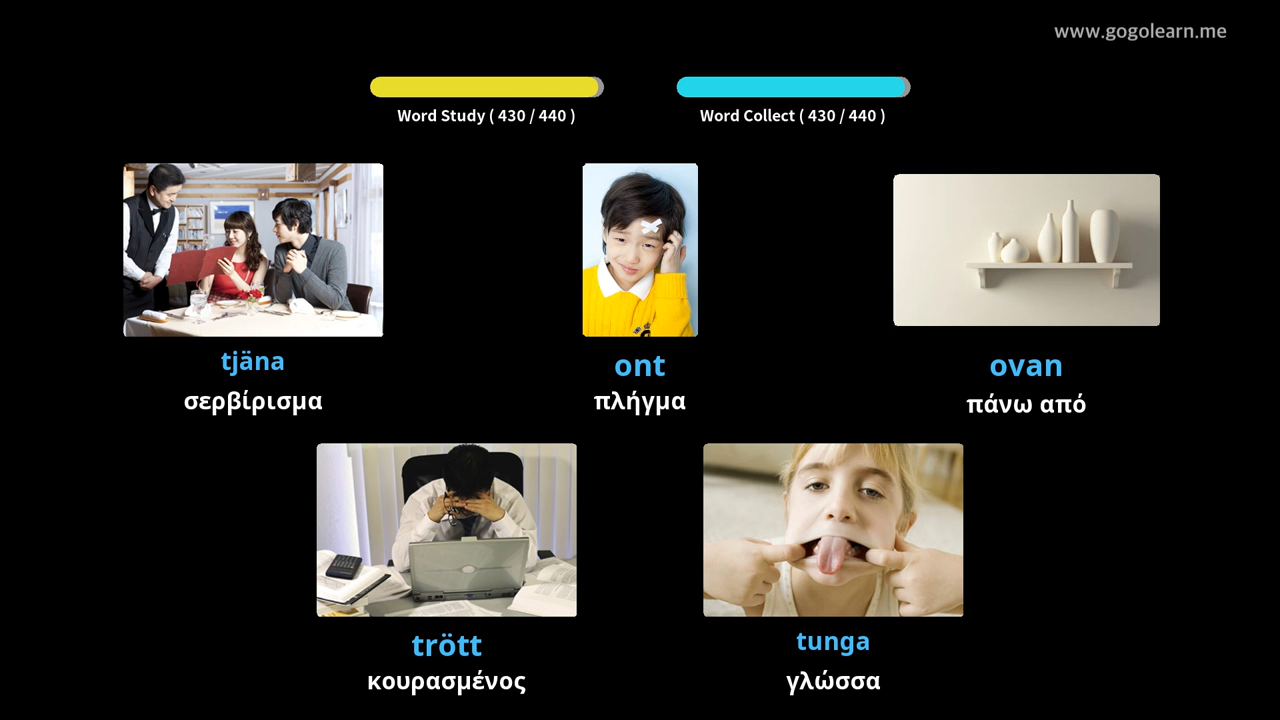 www.gogolearn.me
Word Study ( 430 / 440 )
Word Collect ( 430 / 440 )
tjäna
σερβίρισμα
ont
πλήγμα
ovan
πάνω από
trött
κουρασμένος
tunga
γλώσσα